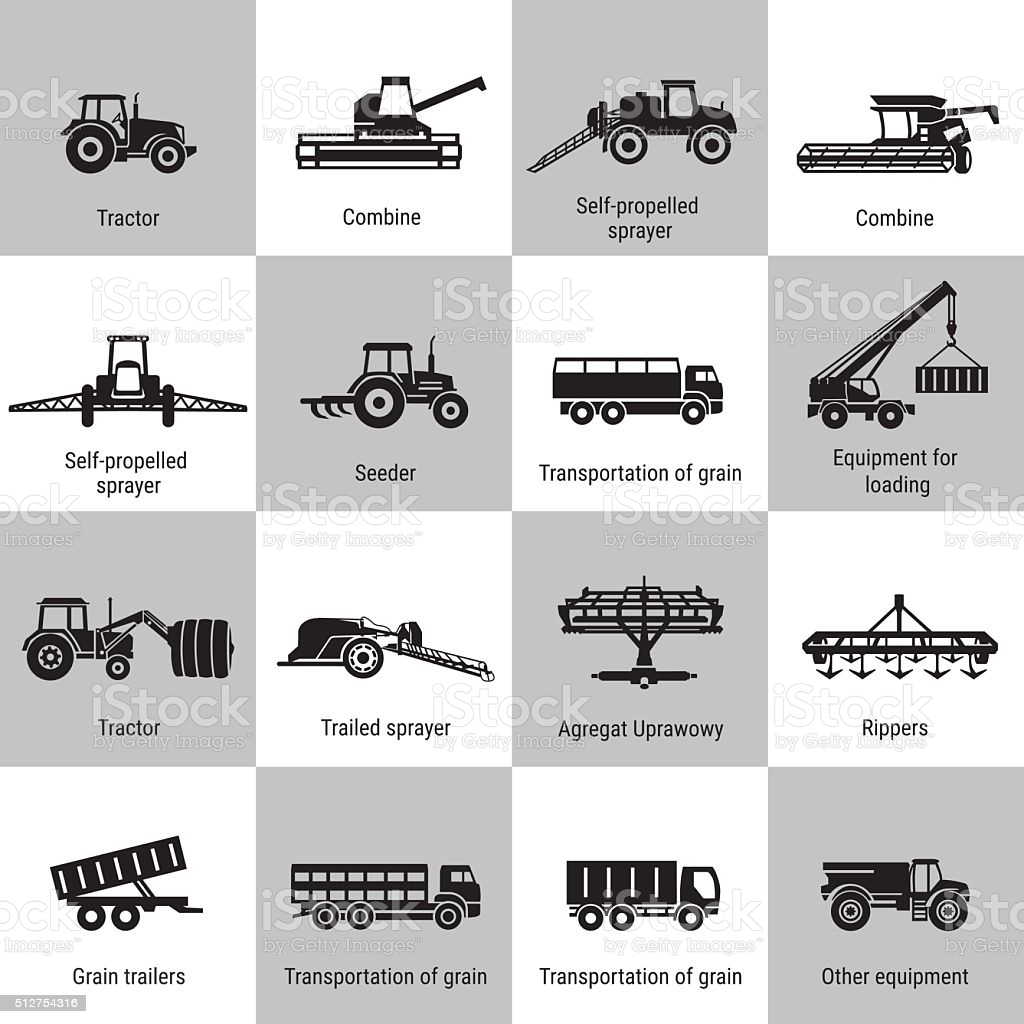 Tractor
Combine
Self-propelled
sprayer
Combine
Self-propelled
sprayer
Seeder
Transportation of grain
Equipment for
loading
Tractor
Trailed sprayer
Agregat Uprawowy
Rippers
Grain trailers
Transportation of grain
Transportation of grain
Other equipment
iStock
by Getty Images™
512754316